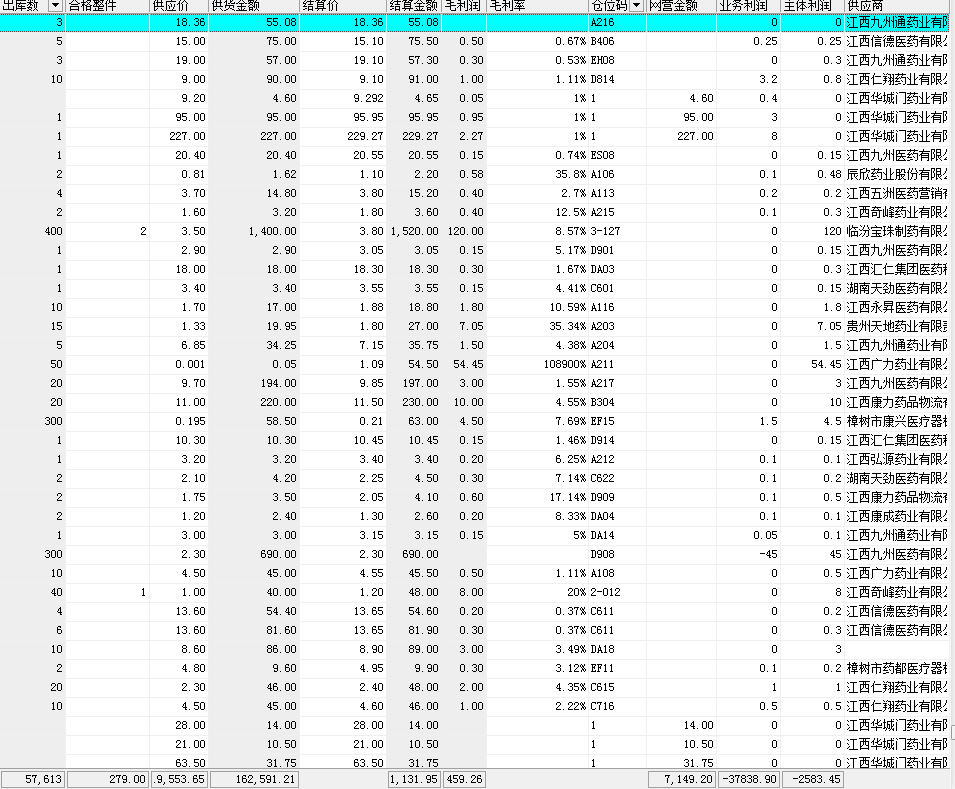 出库数 合格整件 供应价 供货金额 结算价 结算金额 毛利润 毛利率 仓位码 网营金额 业务利润 主体利润 供应商
3 18.36 55.08 18.36 55.08 A216 0 0 江西九州通药业有限
5 15.00 75.00 15.10 75.50 0.50 0.67% B406 0.25 0.25 江西信德医药有限公
3 19.00 57.00 19.10 57.30 0.30 0.53% EH08 0 0.3 江西九州通药业有限
10 9.00 90.00 9.10 91.00 1.00 1.11% D814 3.2 0.8 江西仁翔药业有限公
9.20 4.60 9.292 4.65 0.05 1% 1 4.60 0.4 0 江西华城门药业有限
1 95.00 95.00 95.95 95.95 0.95 1% 1 95.00 3 0 江西华城门药业有限
1 227.00 227.00 229.27 229.27 2.27 1% 1 227.00 8 0 江西华城门药业有限
1 20.40 20.40 20.55 20.55 0.15 0.74% ES08 0 0.15 江西九州医药有限公
2 0.81 1.62 1.10 2.20 0.58 35.8% A106 0.1 0.48 辰欣药业股份有限公
4 3.70 14.80 3.80 15.20 0.40 2.7% A113 0.2 0.2 江西五洲医药营销有
2 1.60 3.20 1.80 3.60 0.40 12.5% A215 0.1 0.3 江西奇峰药业有限公
400 2 3.50 1,400.00 3.80 1,520.00 120.00 8.57% 3-127 0 120 临汾宝珠制药有限公
1 2.90 2.90 3.05 3.05 0.15 5.17% D901 0 0.15 江西九州医药有限公
1 18.00 18.00 18.30 18.30 0.30 1.67% DA03 0 0.3 江西汇仁集团医药科
1 3.40 3.40 3.55 3.55 0.15 4.41% C601 0 0.15 湖南天劲医药有限公
10 1.70 17.00 1.88 18.80 1.80 10.59% A116 0 1.8 江西永昇医药有限公
15 1.33 19.95 1.80 27.00 7.05 35.34% A203 0 7.05 贵州天地药业有限责
5 6.85 34.25 7.15 35.75 1.50 4.38% A204 0 1.5 江西九州通药业有限
50 0.001 0.05 1.09 54.50 54.45 108900% A211 0 54.45 江西广力药业有限公
20 9.70 194.00 9.85 197.00 3.00 1.55% A217 0 3 江西九州医药有限公
20 11.00 220.00 11.50 230.00 10.00 4.55% B304 0 10 江西康力药品物流有
300 0.195 58.50 0.21 63.00 4.50 7.69% EF15 1.5 4.5 樟树市康兴医疗器械
1 10.30 10.30 10.45 10.45 0.15 1.46% D914 0 0.15 江西汇仁集团医药科
1 3.20 3.20 3.40 3.40 0.20 6.25% A212 0.1 0.1 江西弘源药业有限公
2 2.10 4.20 2.25 4.50 0.30 7.14% C622 0.1 0.2 湖南天劲医药有限公
2 1.75 3.50 2.05 4.10 0.60 17.14% D909 0.1 0.5 江西康力药品物流有
2 1.20 2.40 1.30 2.60 0.20 8.33% DA04 0.1 0.1 江西康成药业有限公
1 3.00 3.00 3.15 3.15 0.15 5% DA14 0.05 0.1 江西九州通药业有限
300 2.30 690.00 2.30 690.00 D908 -45 45 江西九州医药有限公
10 4.50 45.00 4.55 45.50 0.50 1.11% A108 0 0.5 江西广力药业有限公
40 1 1.00 40.00 1.20 48.00 8.00 20% 2-012 0 8 江西奇峰药业有限公
4 13.60 54.40 13.65 54.60 0.20 0.37% C611 0 0.2 江西信德医药有限公
6 13.60 81.60 13.65 81.90 0.30 0.37% C611 0 0.3 江西信德医药有限公
10 8.60 86.00 8.90 89.00 3.00 3.49% DA18 0 3
2 4.80 9.60 4.95 9.90 0.30 3.12% EF11 0.1 0.2 樟树市药都医疗器械
20 2.30 46.00 2.40 48.00 2.00 4.35% C615 1 1 江西仁翔药业有限公
10 4.50 45.00 4.60 46.00 1.00 2.22% C716 0.5 0.5 江西仁翔药业有限公
28.00 14.00 28.00 14.00 1 14.00 0 0 江西华城门药业有限
21.00 10.50 21.00 10.50 1 10.50 0 0 江西华城门药业有限
63.50 31.75 63.50 31.75 1 31.75 0 0 江西华城门药业有限
57,613 279.00 .9,553.65 162,591.21 1,131.95 459.26 7,149.20 -37838.90 -2583.45